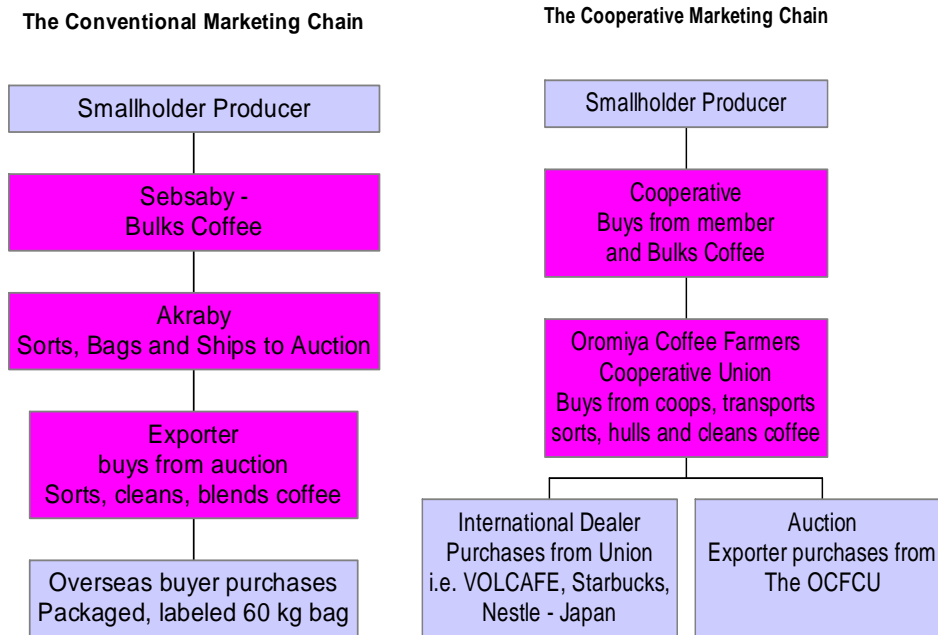 The Conventional Marketing Chain
Smallholder Producer
Sebsaby -
Bulks Coffee
Akraby
Sorts, Bags and Ships to Auction
Exporter
buys from auction
Sorts, cleans, blends coffee
Overseas buyer purchases
Packaged, labeled 60 kg bag
The Cooperative Marketing Chain
Smallholder Producer
Cooperative
Buys from member
and Bulks Coffee
Oromiya Coffee Farmers
Cooperative Union
Buys from coops, transports
sorts, hulls and cleans coffee
International Dealer
Purchases from Union
i.e. VOLCAFE, Starbucks,
Nestle - Japan
Auction
Exporter purchases from
The OCFCU